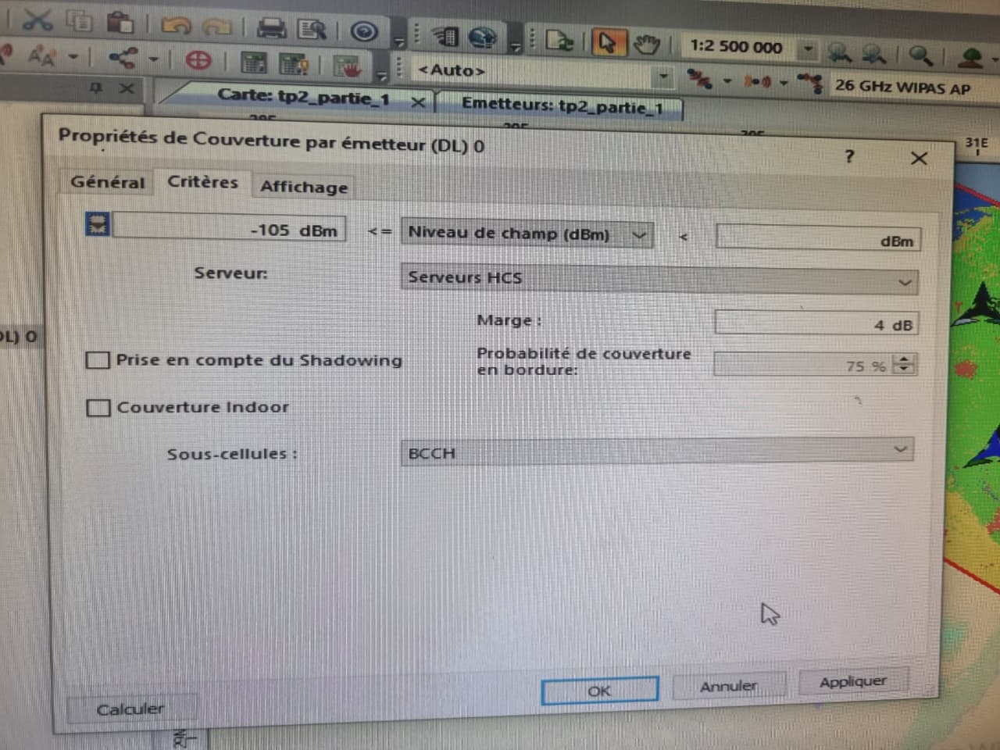 1:2 500 000
<Auto>
26 GHz WIPAS AP
Carte: tp2_partie_1
Emetteurs: tp2_partie_1
31E
Propriétés de Couverture par émetteur (DL) 0
?
Général
Critères
Affichage
-105 dBm
<=
Niveau de champ (dBm)
<
dBm
Serveur:
Serveurs HCS
Marge :
4 dB
DL) 0
Prise en compte du Shadowing
Probabilité de couverture
en bordure:
75 %
Couverture Indoor
Sous-cellules :
BCCH
OK
Annuler
Appliquer
Calculer